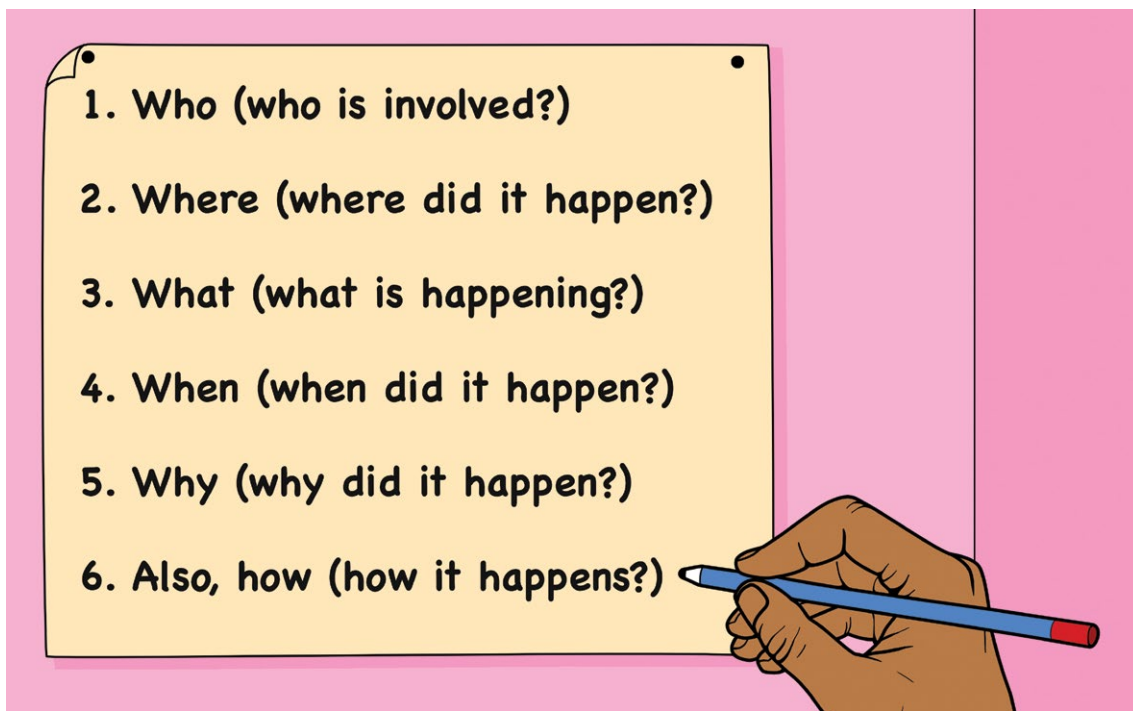 1. Who (who is involved?)
2. Where (where did it happen?)
3. What (what is happening?)
4. When (when did it happen?)
5. Why (why did it happen?)
6. Also, how (how it happens?)